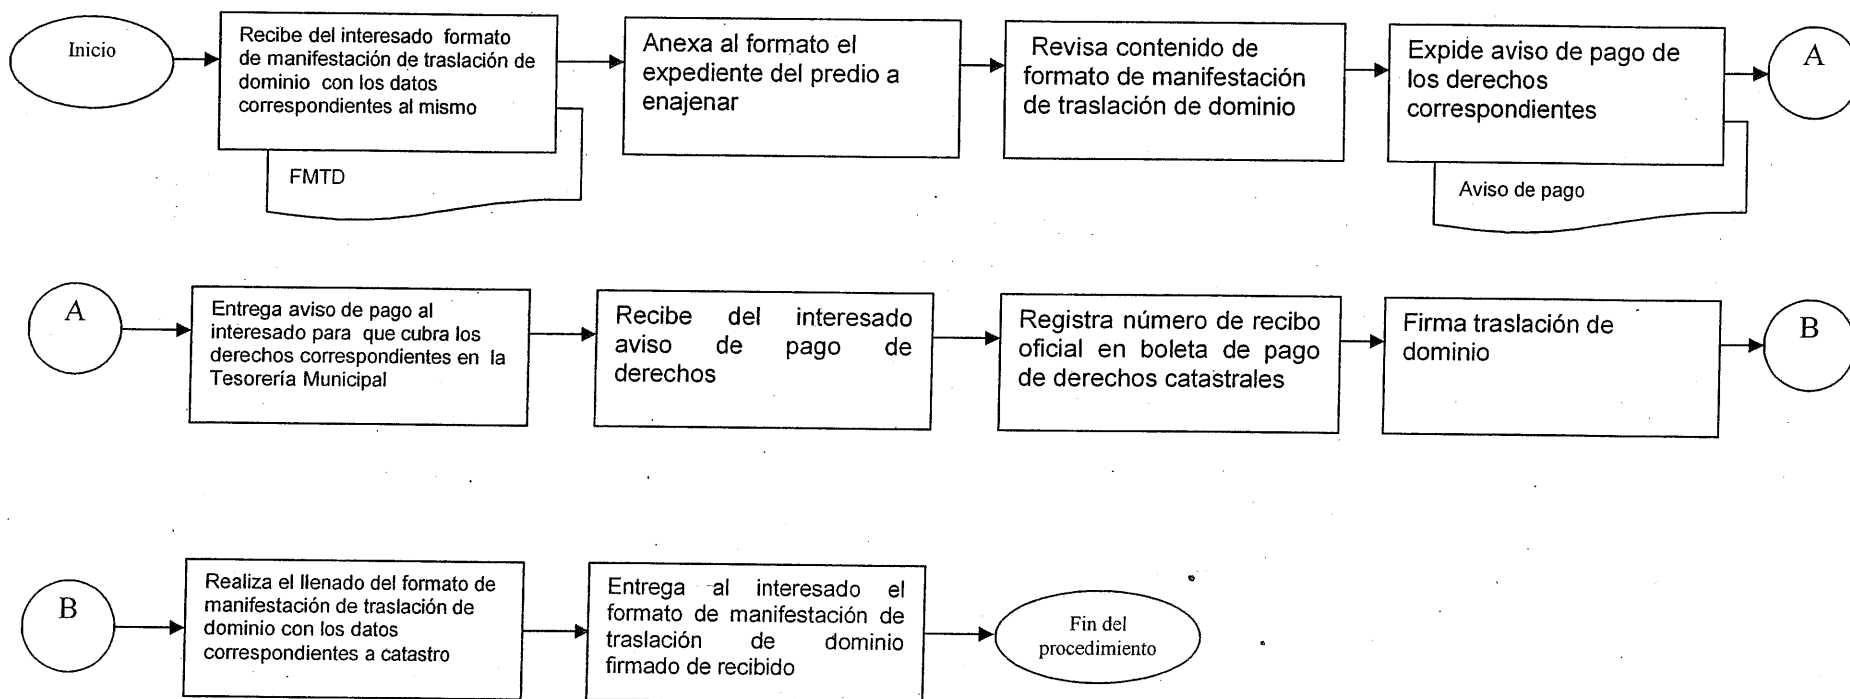 Inicio
Recibe del interesado formato
de manifestación de traslación de
dominio con los datos
correspondientes al mismo
FMTD
Anexa al formato el
expediente del predio a
enajenar
Revisa contenido de
formato de manifestación
de traslación de dominio
Expide aviso de pago de
los derechos
correspondientes
Aviso de pago
A
A
Entrega aviso de pago al
interesado para que cubra los
derechos correspondientes en la
Tesorería Municipal
Recibe del interesado
aviso de pago de
derechos
Registra número de recibo
oficial en boleta de pago
de derechos catastrales
Firma traslación de
dominio
B
B
Realiza el llenado del formato de
manifestación de traslación de
dominio con los datos
correspondientes a catastro
Entrega al interesado el
formato de manifestación de
traslación de dominio
firmado de recibido
Fin del
procedimiento